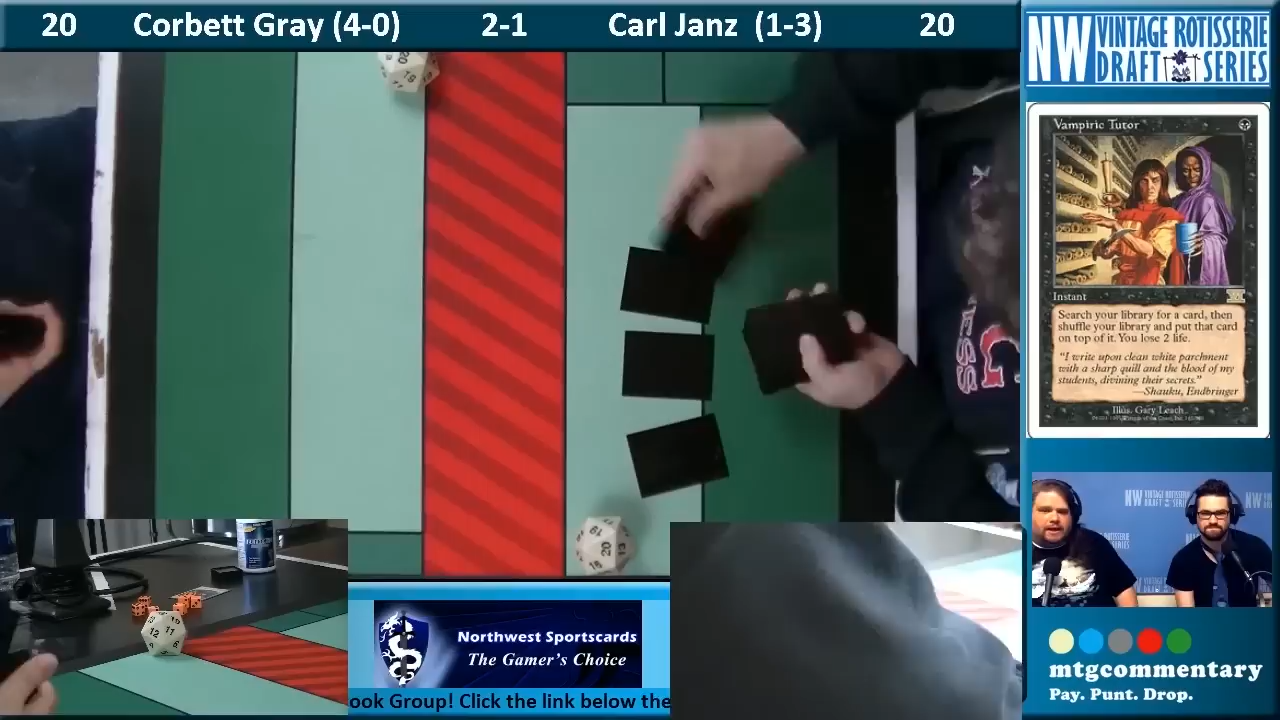 20 Corbett Gray (4-0) 2-1 Carl Janz (1-3) 20
NW VINTAGE ROTISSERIE
DRAFT SERIES
Vampiric Tutor
Instant
Search your library for a card, then
shuffle your library and put that card
on top of it. You lose 2 life.
"I write upon clean white parchment
with a sharp quill and the blood of my
students, divining their secrets."
—Shauku, Endbringer
Illus. Gary Leach
20
12 11
Northwest Sportscards
The Gamer's Choice
ook Group! Click the link below the
mtgcommentary
Pay. Punt. Drop.